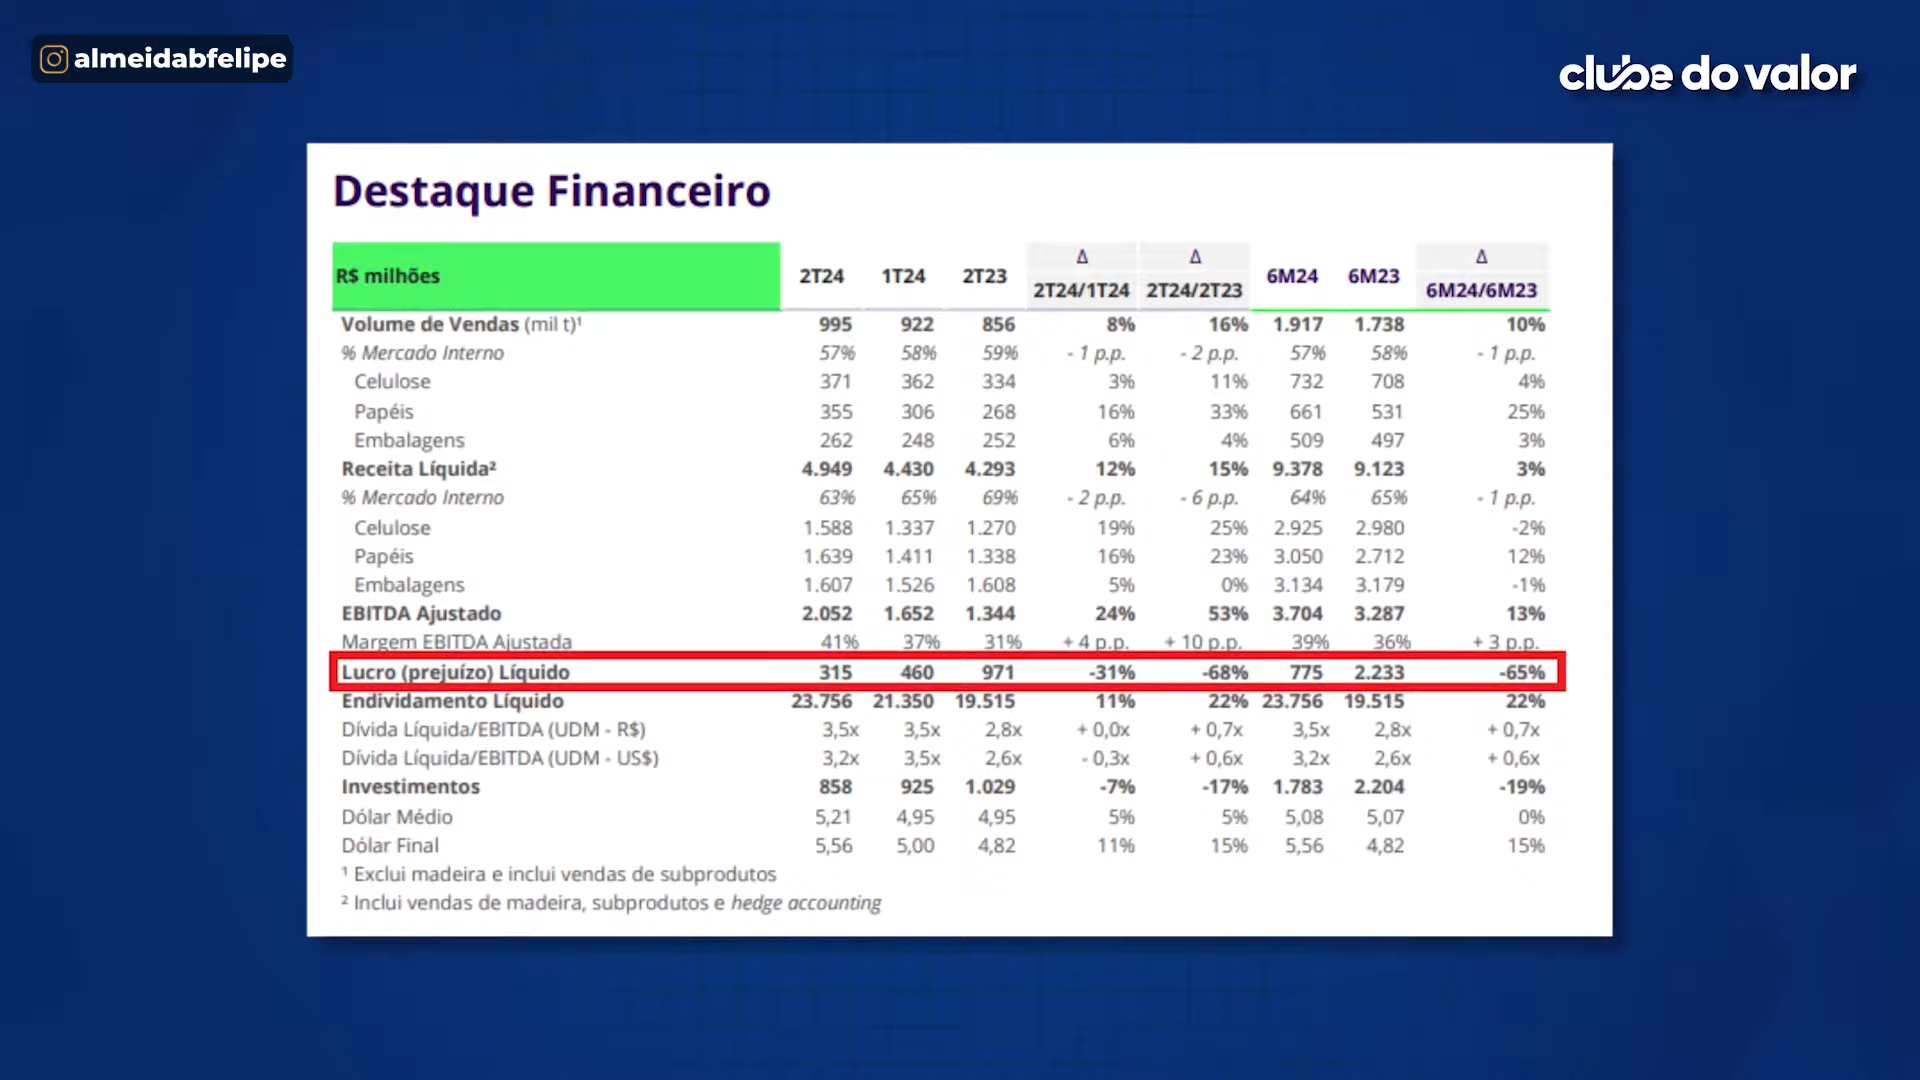 almeidabfelipe
clube do valor
Destaque Financeiro
R$ milhões 2T24 1T24 2T23 Δ 2T24/1T24 Δ 2T24/2T23 6M24 6M23 Δ 6M24/6M23
Volume de Vendas (mil t)¹ 995 922 856 8% 16% 1.917 1.738 10%
% Mercado Interno 57% 58% 59% - 1 p.p. - 2 p.p. 57% 58% - 1 p.p.
Celulose 371 362 334 3% 11% 732 708 4%
Papéis 355 306 268 16% 33% 661 531 25%
Embalagens 262 248 252 6% 4% 509 497 3%
Receita Líquida² 4.949 4.430 4.293 12% 15% 9.378 9.123 3%
% Mercado Interno 63% 65% 69% - 2 p.p. - 6 p.p. 64% 65% - 1 p.p.
Celulose 1.588 1.337 1.270 19% 25% 2.925 2.980 -2%
Papéis 1.639 1.411 1.338 16% 23% 3.050 2.712 12%
Embalagens 1.607 1.526 1.608 5% 0% 3.134 3.179 -1%
EBITDA Ajustado 2.052 1.652 1.344 24% 53% 3.704 3.287 13%
Margem EBITDA Ajustada 41% 37% 31% + 4 p.p. + 10 p.p. 39% 36% + 3 p.p.
Lucro (prejuízo) Líquido 315 460 971 -31% -68% 775 2.233 -65%
Endividamento Líquido 23.756 21.350 19.515 11% 22% 23.756 19.515 22%
Dívida Líquida/EBITDA (UDM - R$) 3,5x 3,5x 2,8x + 0,0x + 0,7x 3,5x 2,8x + 0,7x
Dívida Líquida/EBITDA (UDM - US$) 3,2x 3,5x 2,6x - 0,3x + 0,6x 3,2x 2,6x + 0,6x
Investimentos 858 925 1.029 -7% -17% 1.783 2.204 -19%
Dólar Médio 5,21 4,95 4,95 5% 5% 5,08 5,07 0%
Dólar Final 5,56 5,00 4,82 11% 15% 5,56 4,82 15%
¹ Exclui madeira e inclui vendas de subprodutos
² Inclui vendas de madeira, subprodutos e hedge accounting